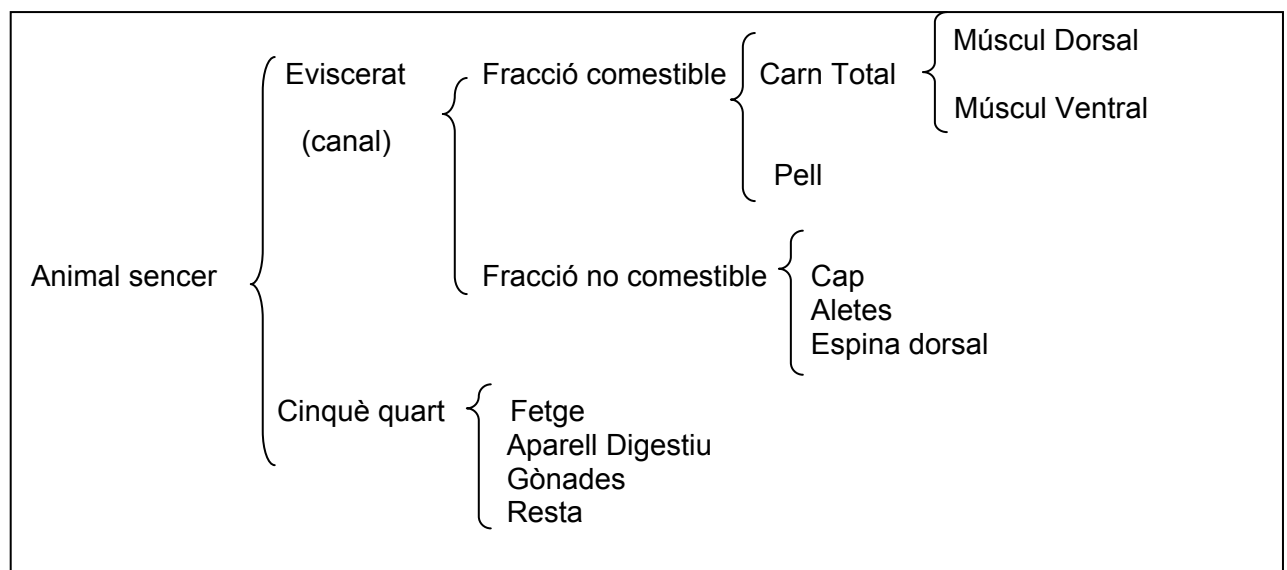 Animal sencer
Eviscerat
(canal)
Fracció comestible
Carn Total
Múscul Dorsal
Múscul Ventral
Pell
Fracció no comestible
Cap
Aletes
Espina dorsal
Cinquè quart
Fetge
Aparell Digestiu
Gònades
Resta